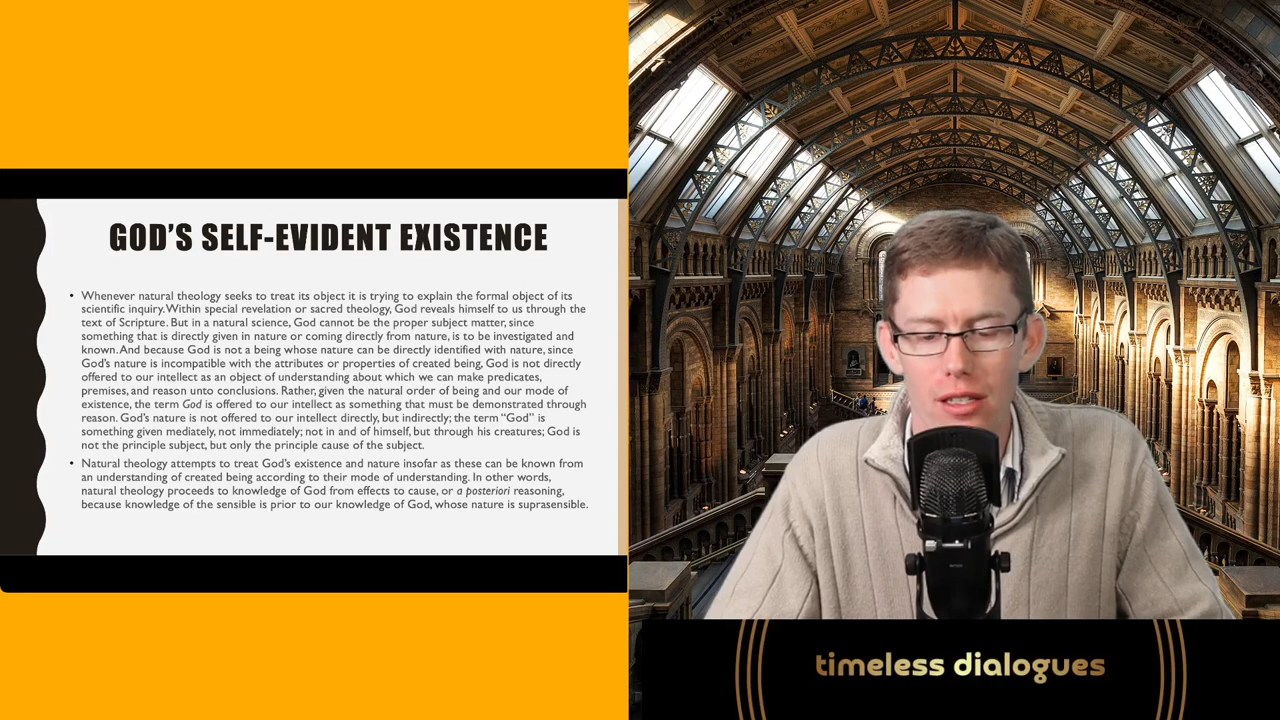 GOD'S SELF-EVIDENT EXISTENCE
• Whenever natural theology seeks to treat its object it is trying to explain the formal object of its
scientific inquiry. Within special revelation or sacred theology, God reveals himself to us through the
text of Scripture. But in a natural science, God cannot be the proper subject matter, since
something that is directly given in nature or coming directly from nature, is to be investigated and
known. And because God is not a being whose nature can be directly identified with nature, since
God's nature is incompatible with the attributes or properties of created being, God is not directly
offered to our intellect as an object of understanding about which we can make predicates,
premises, and reason unto conclusions. Rather, given the natural order of being and our mode of
existence, the term God is offered to our intellect as something that must be demonstrated through
reason. God's nature is not offered to our intellect directly, but indirectly; the term "God" is
something given mediately, not immediately; not in and of himself, but through his creatures; God is
not the principle subject, but only the principle cause of the subject.
• Natural theology attempts to treat God's existence and nature insofar as these can be known from
an understanding of created being according to their mode of understanding. In other words,
natural theology proceeds to knowledge of God from effects to cause, or a posteriori reasoning,
because knowledge of the sensible is prior to our knowledge of God, whose nature is suprasensible.
timeless dialogues